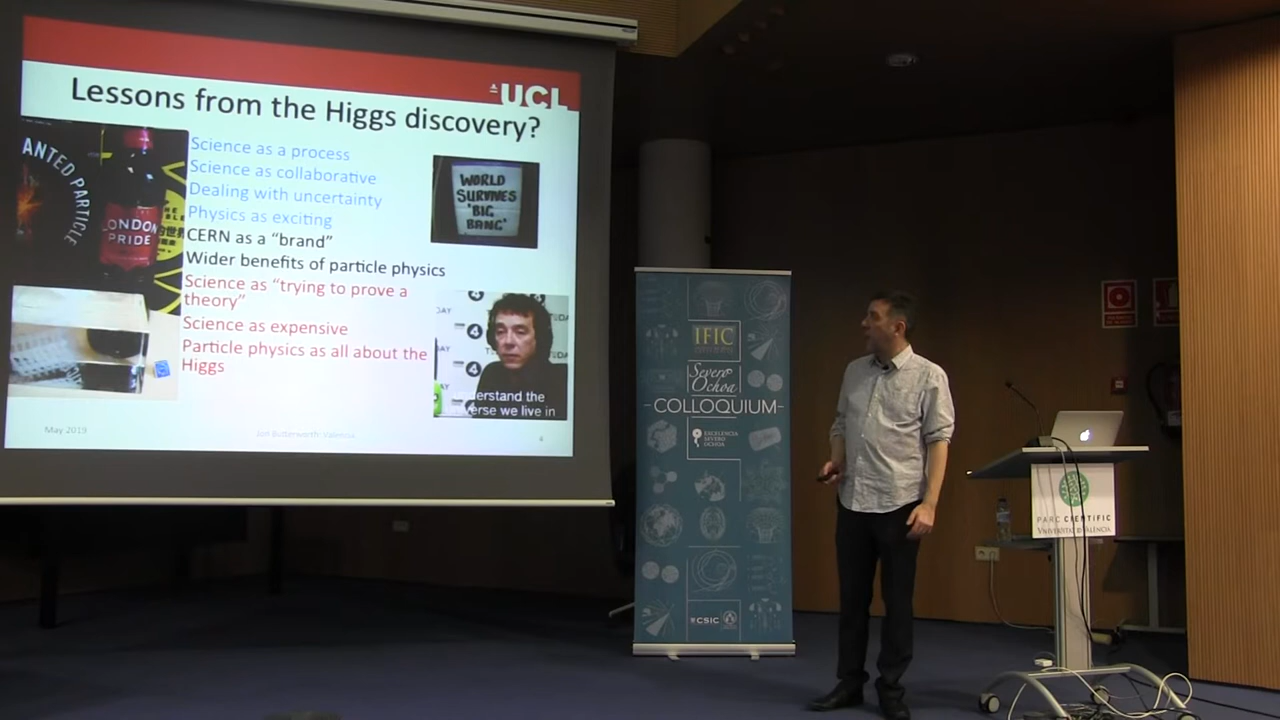 UCL
Lessons from the Higgs discovery?
ANTED PARTICLE
LONDON
PRIDE
Science as a process
Science as collaborative
Dealing with uncertainty
Physics as exciting
CERN as a “brand”
Wider benefits of particle physics
Science as “trying to prove a
theory”
Science as expensive
Particle physics as all about the
Higgs
WORLD
SURVIVES
'BIG
BANG'
derstand the
erse we live in
May 2019
Jon Butterworth: Valencia
4
IFIC
Severo
Ochoa
-COLLOQUIUM-
EXCELENCIA
SEVERO
OCHOA
CSIC
PARC CIENTÍFIC
UNIVERSITAT DE VALÈNCIA